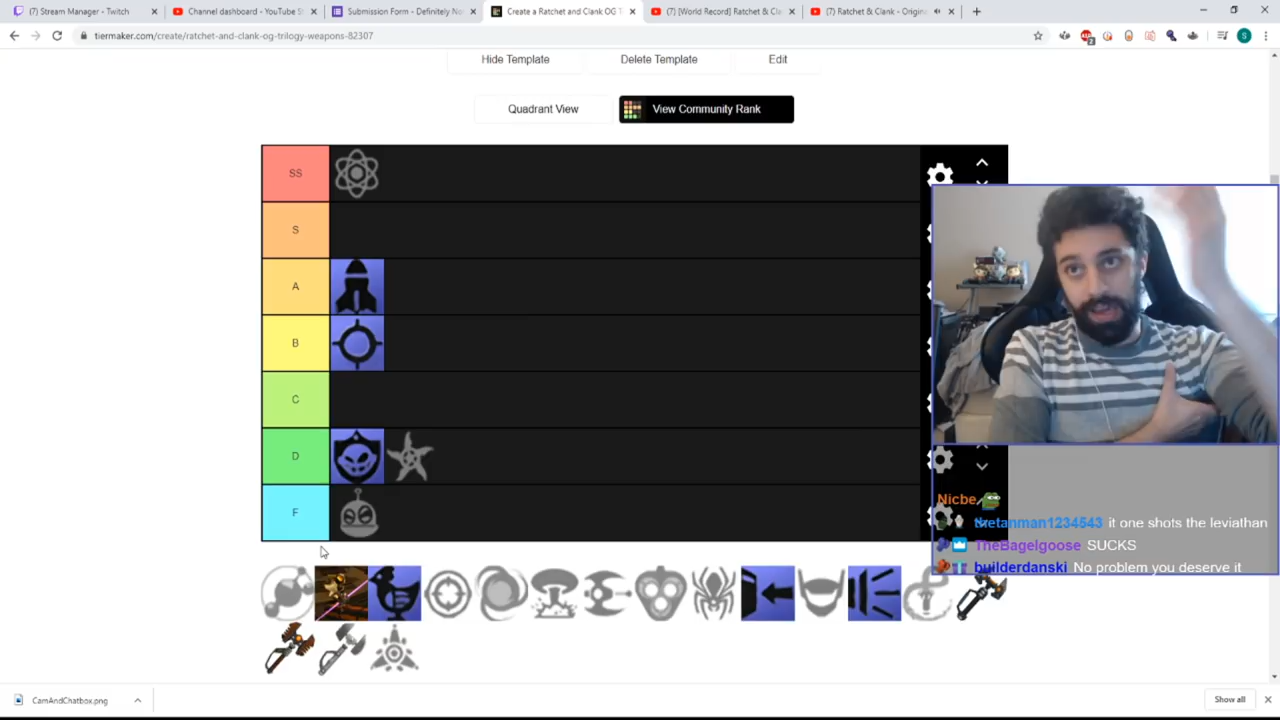 (7) Stream Manager - Twitch
Channel dashboard - YouTube S
Submission Form - Definitely No
Create a Ratchet and Clank OG T
(7) [World Record] Ratchet & Cla
(7) Ratchet & Clank - Origin
tiermaker.com/create/ratchet-and-clank-og-trilogy-weapons-82307
S
Hide Template
Delete Template
Edit
Quadrant View
View Community Rank
SS
S
A
B
C
D
F
Nicbe
thetanman1234543 it one shots the leviathan
TheBagelgoose SUCKS
builderdanski No problem you deserve it
CamAndChatbox.png
Show all